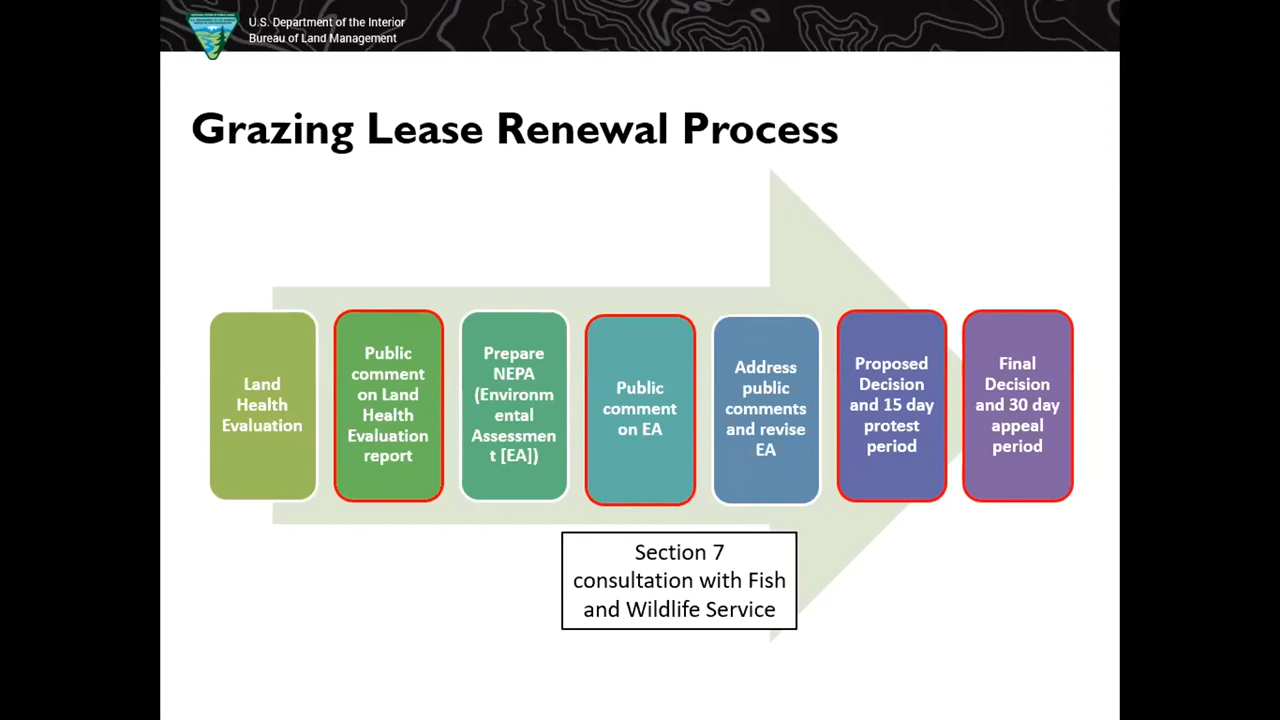 U.S. Department of the Interior
Bureau of Land Management
Grazing Lease Renewal Process
Land
Health
Evaluation
Public
comment
on Land
Health
Evaluation
report
Prepare
NEPA
(Environm
ental
Assessmen
t [EA])
Public
comment
on EA
Address
public
comments
and revise
EA
Proposed
Decision
and 15 day
protest
period
Final
Decision
and 30 day
appeal
period
Section 7
consultation with Fish
and Wildlife Service